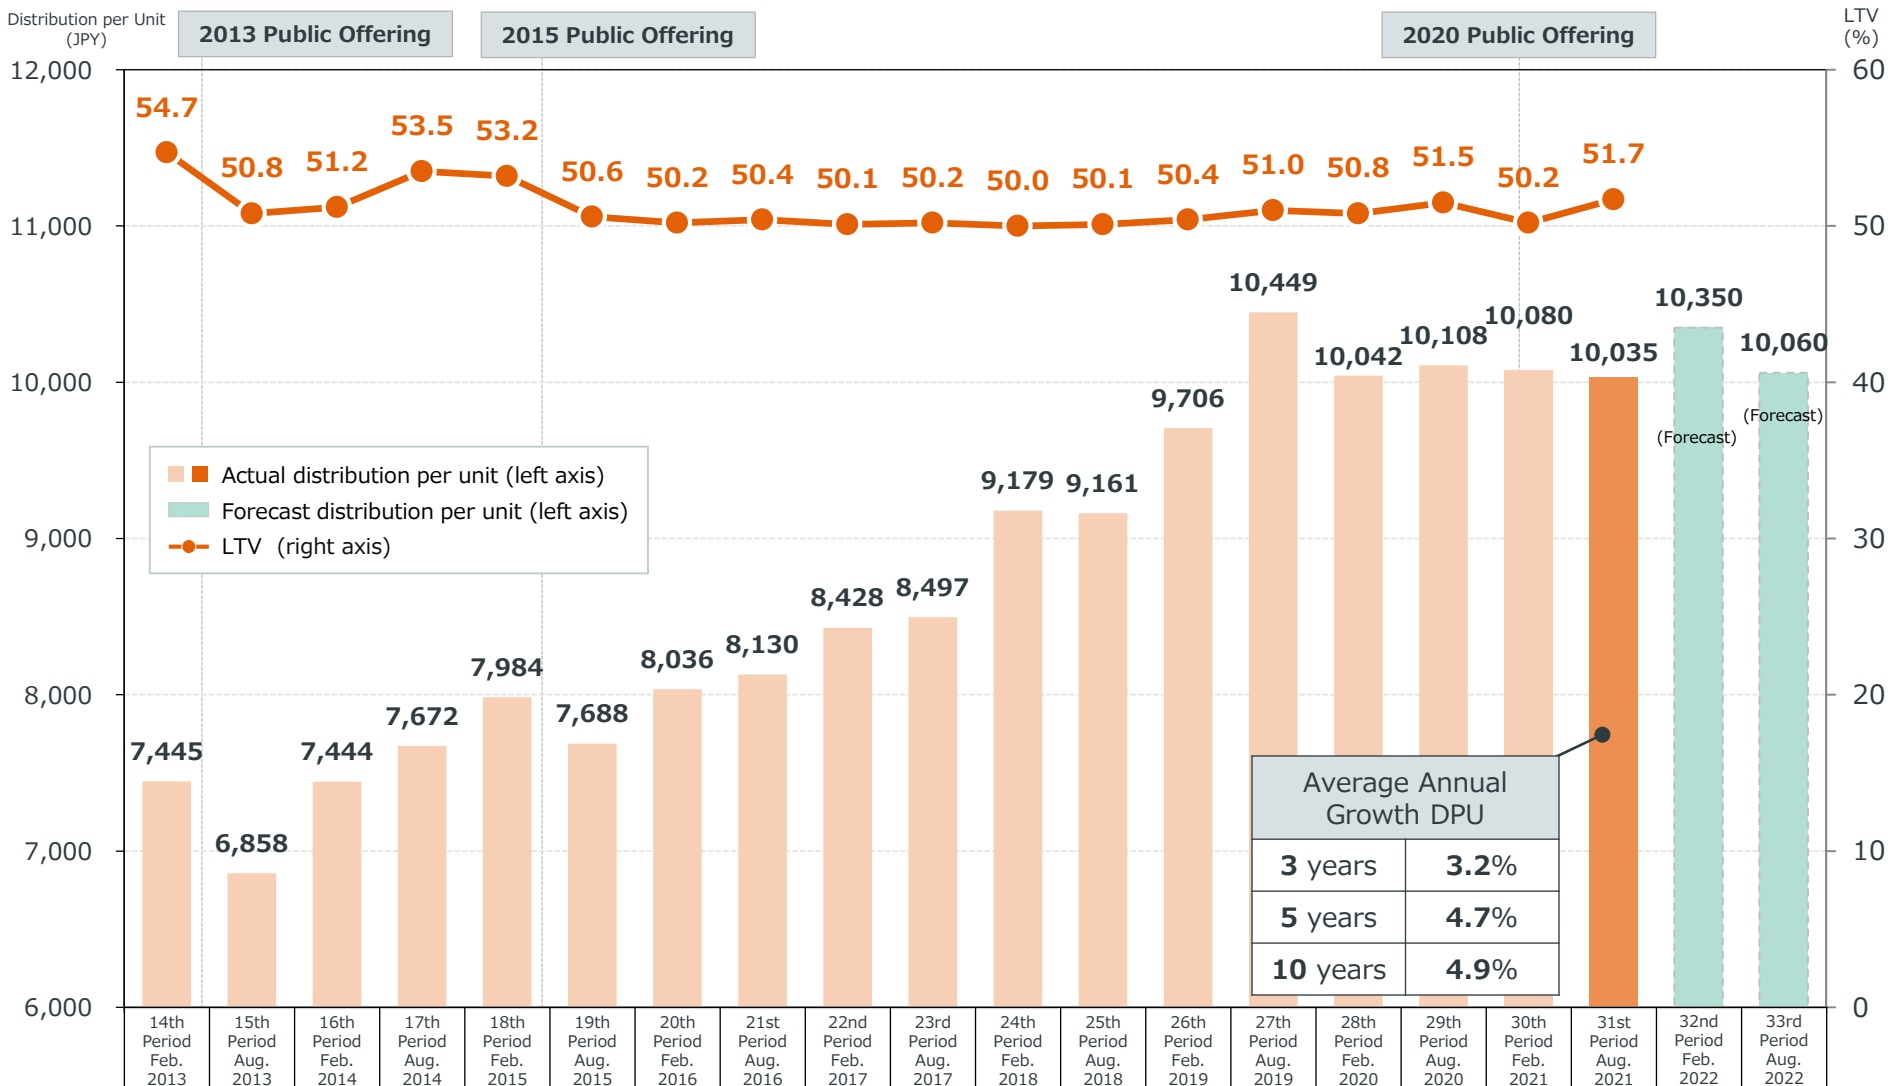 Distribution per Unit
(JPY)
2013 Public Offering
2015 Public Offering
2020 Public Offering
LTV
(%)
12,000
11,000
10,000
9,000
8,000
7,000
6,000
60
50
40
30
20
10
0
54.7
50.8
51.2
53.5
53.2
50.6
50.2
50.4
50.1
50.2
50.0
50.1
50.4
51.0
50.8
51.5
50.2
51.7
7,445
6,858
7,444
7,672
7,984
7,688
8,036
8,130
8,428
8,497
9,179
9,161
9,706
10,449
10,042
10,108
10,080
10,035
10,350
10,060
(Forecast)
(Forecast)
Actual distribution per unit (left axis)
Forecast distribution per unit (left axis)
LTV (right axis)
Average Annual
Growth DPU
3 years 3.2%
5 years 4.7%
10 years 4.9%
14th
Period
Feb.
2013
15th
Period
Aug.
2013
16th
Period
Feb.
2014
17th
Period
Aug.
2014
18th
Period
Feb.
2015
19th
Period
Aug.
2015
20th
Period
Feb.
2016
21st
Period
Aug.
2016
22nd
Period
Feb.
2017
23rd
Period
Aug.
2017
24th
Period
Feb.
2018
25th
Period
Aug.
2018
26th
Period
Feb.
2019
27th
Period
Aug.
2019
28th
Period
Feb.
2020
29th
Period
Aug.
2020
30th
Period
Feb.
2021
31st
Period
Aug.
2021
32nd
Period
Feb.
2022
33rd
Period
Aug.
2022